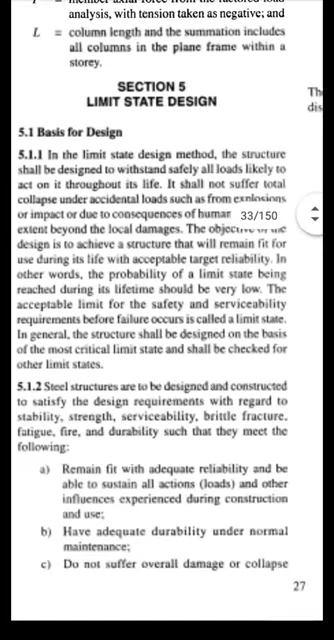 analysis, with tension taken as negative; and
L = column length and the summation includes
all columns in the plane frame within a
storey.
SECTION 5
LIMIT STATE DESIGN
Th
dis
5.1 Basis for Design
5.1.1 In the limit state design method, the structure
shall be designed to withstand safely all loads likely to
act on it throughout its life. It shall not suffer total
collapse under accidental loads such as from explosions
or impact or due to consequences of human
33/150
extent beyond the local damages. The objective of the
design is to achieve a structure that will remain fit for
use during its life with acceptable target reliability. In
other words, the probability of a limit state being
reached during its lifetime should be very low. The
acceptable limit for the safety and serviceability
requirements before failure occurs is called a limit state.
In general, the structure shall be designed on the basis
of the most critical limit state and shall be checked for
other limit states.
5.1.2 Steel structures are to be designed and constructed
to satisfy the design requirements with regard to
stability, strength, serviceability, brittle fracture,
fatigue, fire, and durability such that they meet the
following:
a) Remain fit with adequate reliability and be
able to sustain all actions (loads) and other
influences experienced during construction
and use;
b) Have adequate durability under normal
maintenance;
c) Do not suffer overall damage or collapse
27